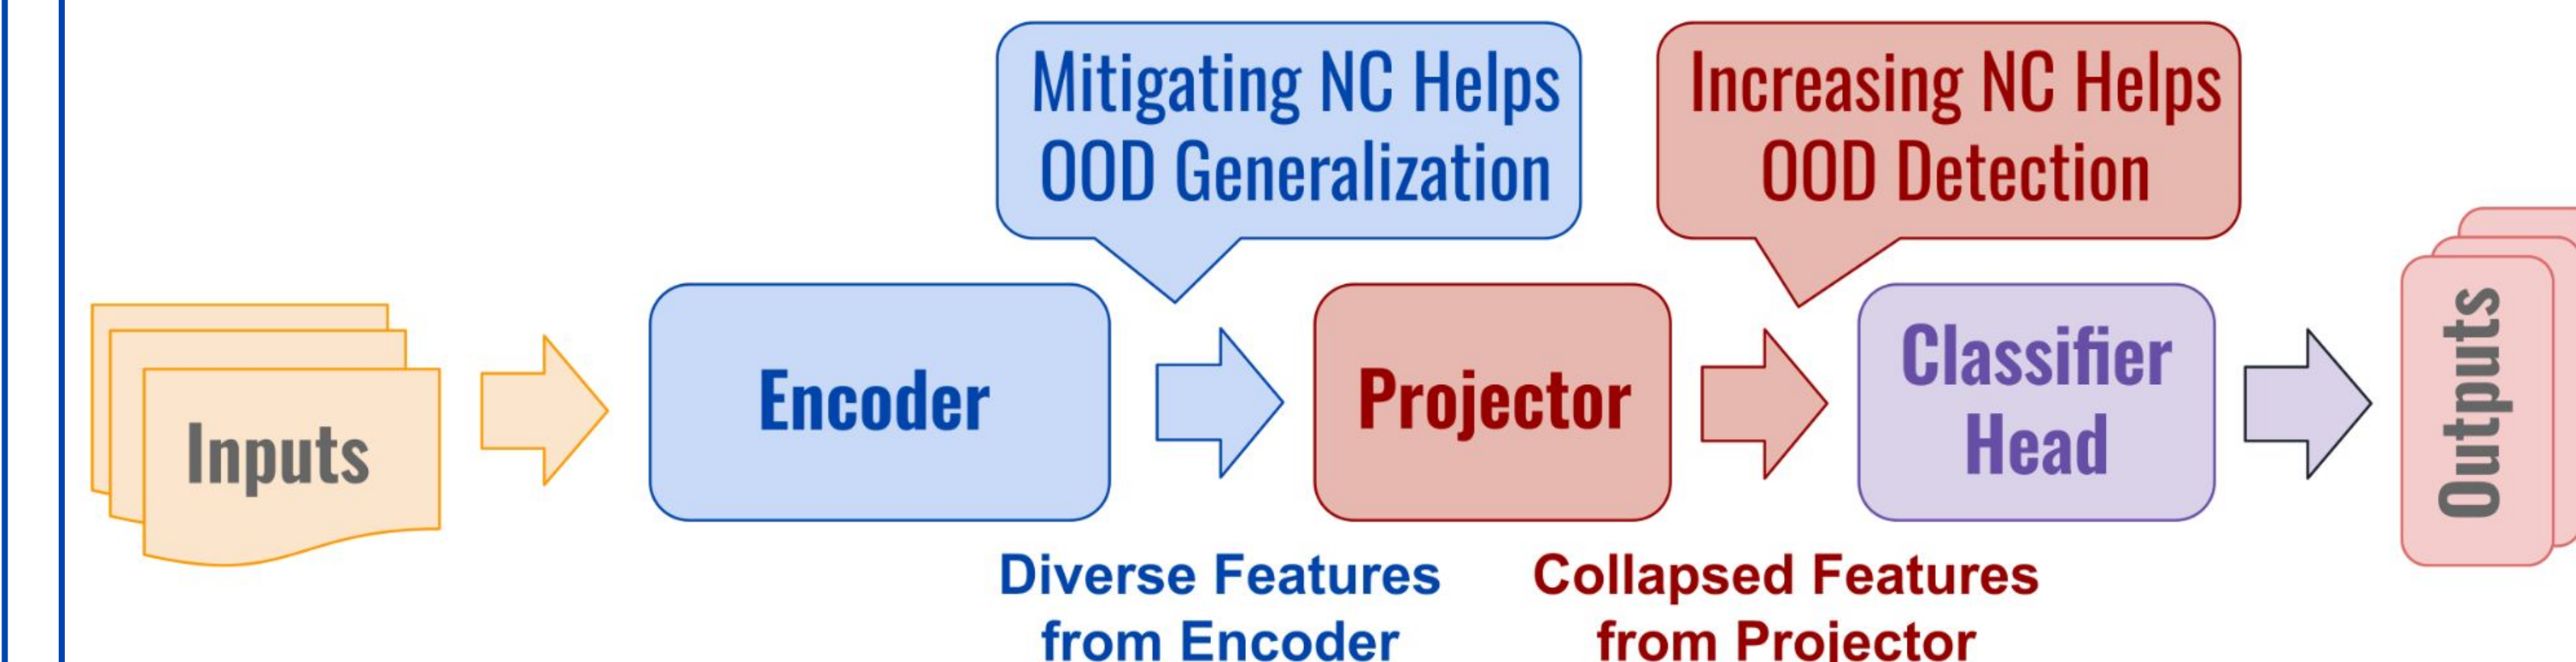 Mitigating NC Helps
OOD Generalization
Increasing NC Helps
OOD Detection
Inputs
Encoder
Projector
Classifier
Head
Outputs
Diverse Features
from Encoder
Collapsed Features
from Projector